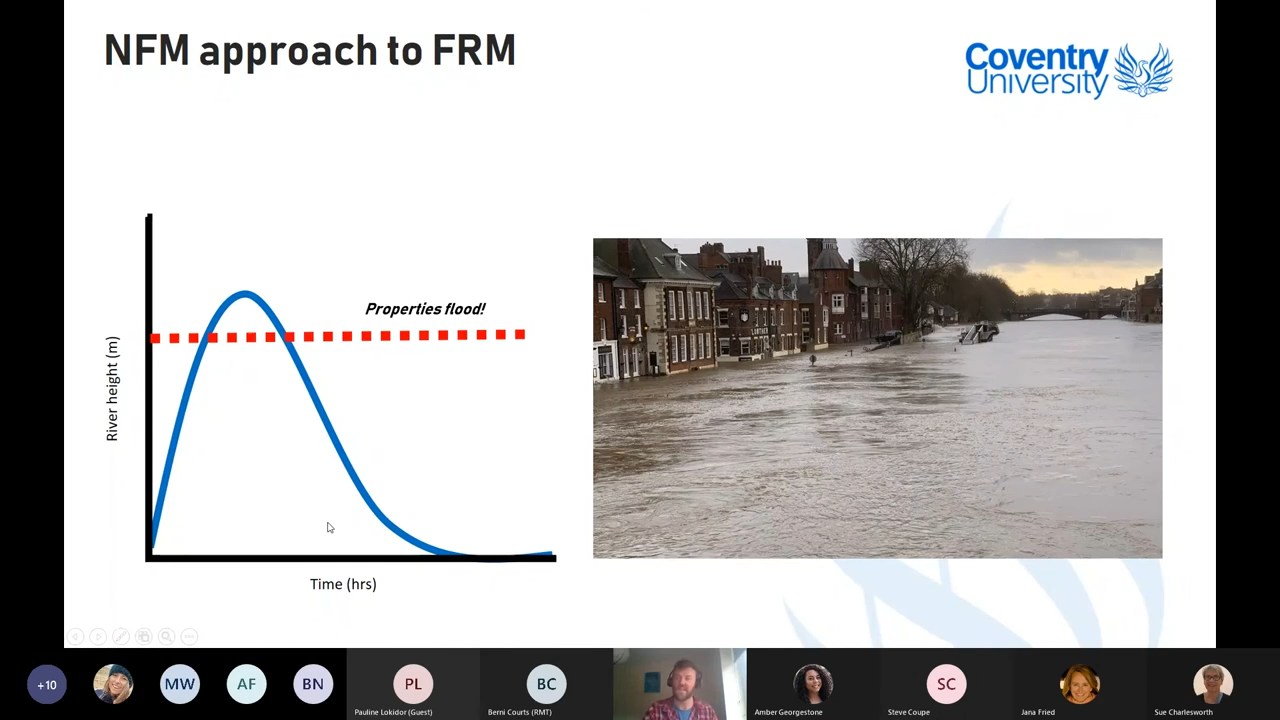 NFM approach to FRM
Coventry
University
Properties flood!
River height (m)
Time (hrs)
+10
MW
AF
BN
PL
Pauline Lokidor (Guest)
BC
Berni Courts (RMT)
Amber Georgestone
SC
Steve Coupe
Jana Fried
Sue Charlesworth